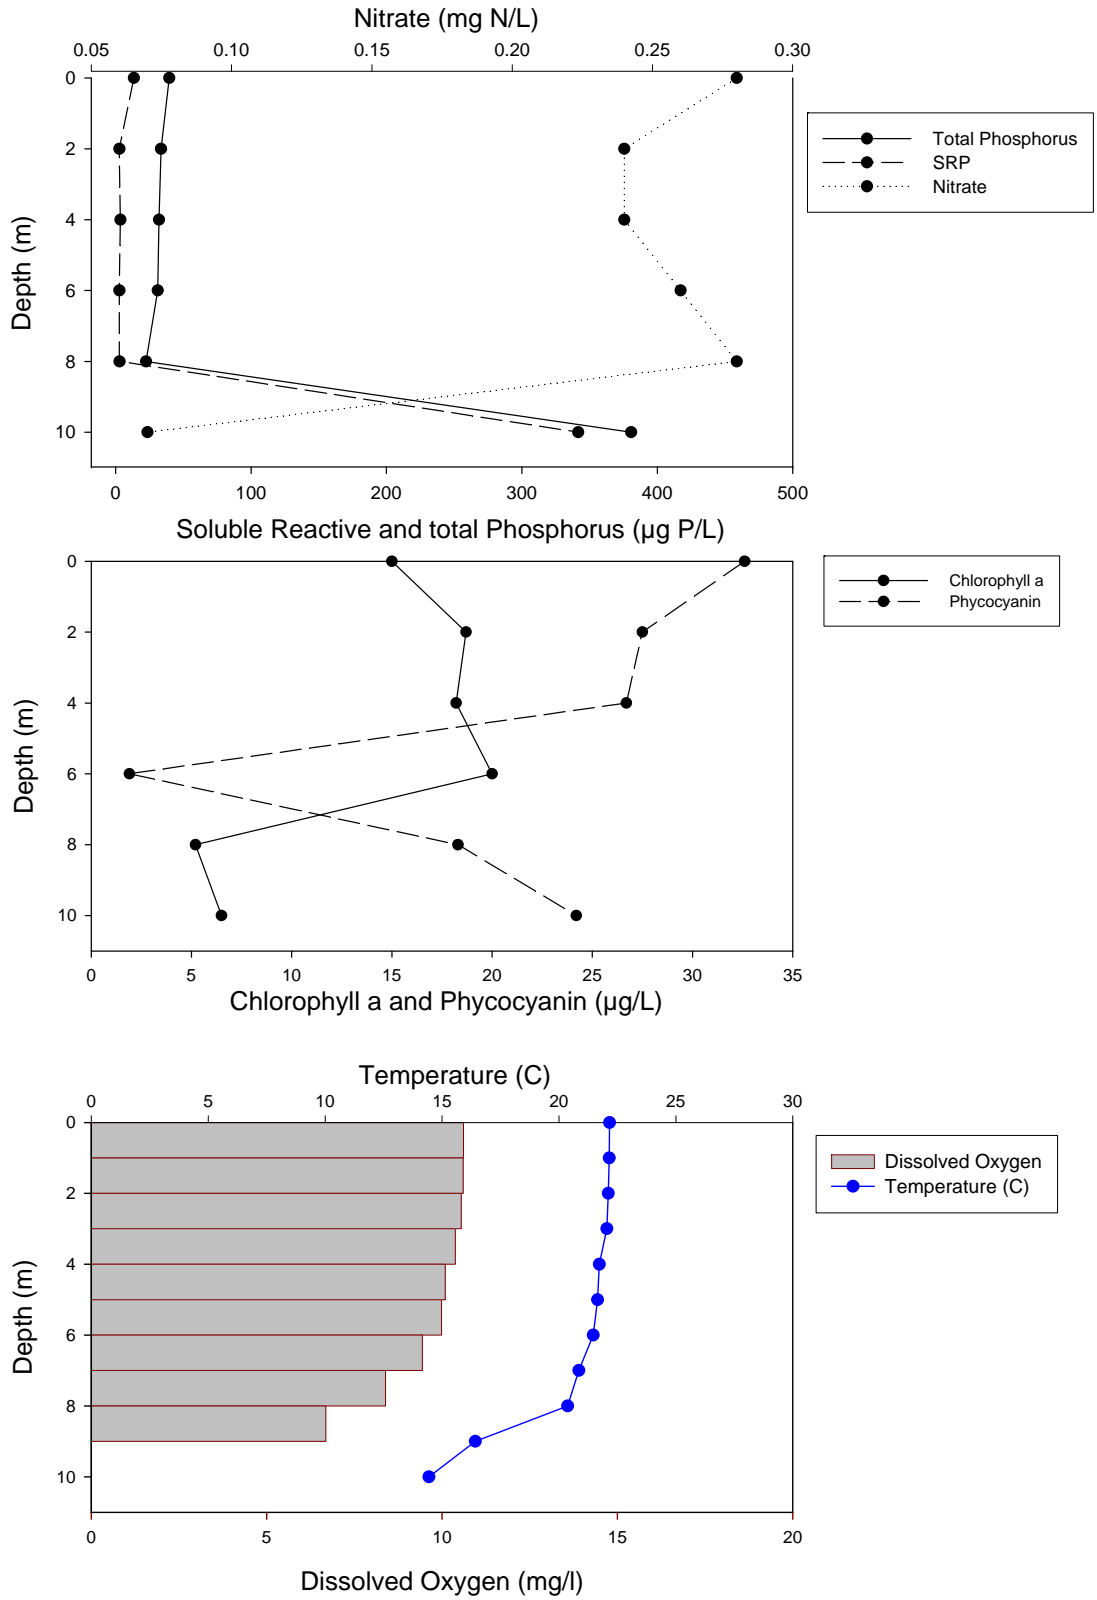 Nitrate (mg N/L)
0.05 0.10 0.15 0.20 0.25 0.30
0
2
4
6
8
10
Depth (m)
0 100 200 300 400 500
Soluble Reactive and total Phosphorus (µg P/L)
Total Phosphorus
SRP
Nitrate
0
2
4
6
8
10
Depth (m)
0 5 10 15 20 25 30 35
Chlorophyll a and Phycocyanin (µg/L)
Chlorophyll a
Phycocyanin
Temperature (C)
0 5 10 15 20 25 30
0
2
4
6
8
10
Depth (m)
0 5 10 15 20
Dissolved Oxygen (mg/l)
Dissolved Oxygen
Temperature (C)